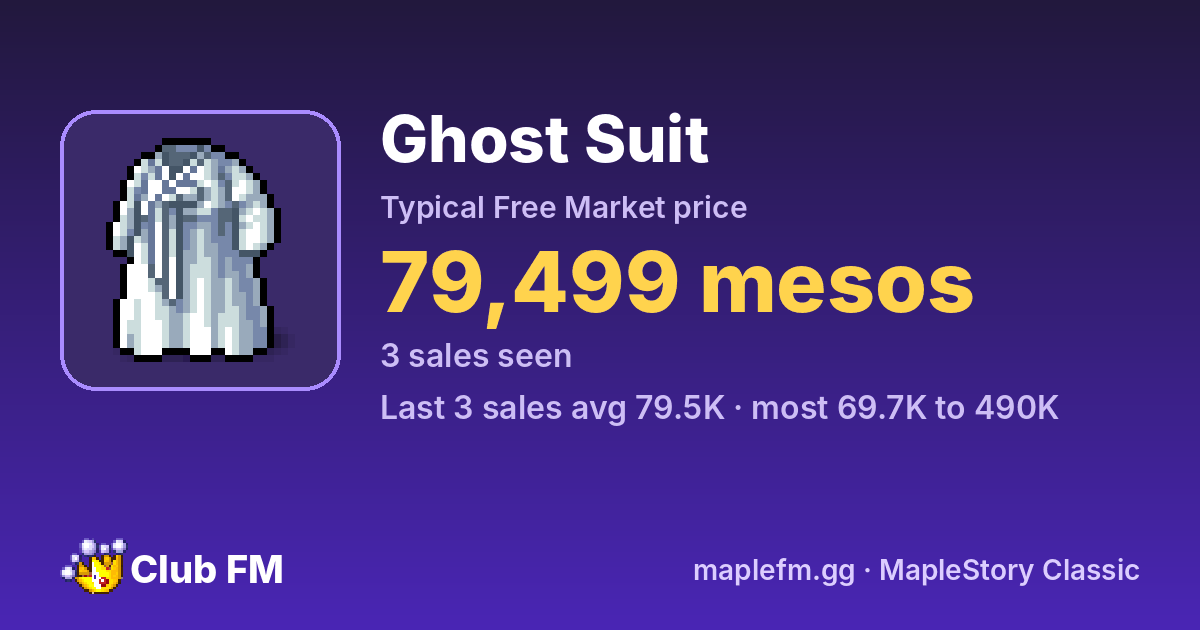 Ghost Suit
Typical Free Market price
79,499 mesos
3 sales seen
Last 3 sales avg 79.5K · most 69.7K to 490K
Club FM
maplefm.gg · MapleStory Classic